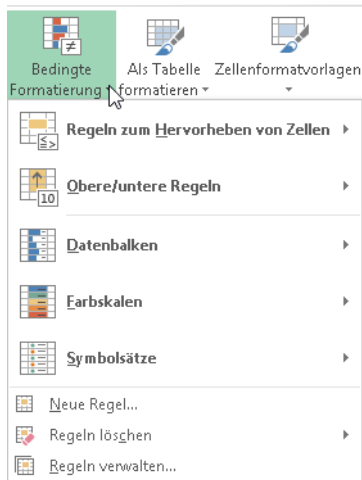 Bedingte Als Tabelle Zellenformatvorlagen
Formatierung formatieren
≤>
Regeln zum Hervorheben von Zellen
10
Obere/untere Regeln
Datenbalken
Farbskalen
Symbolsätze
Neue Regel...
Regeln löschen
Regeln verwalten...